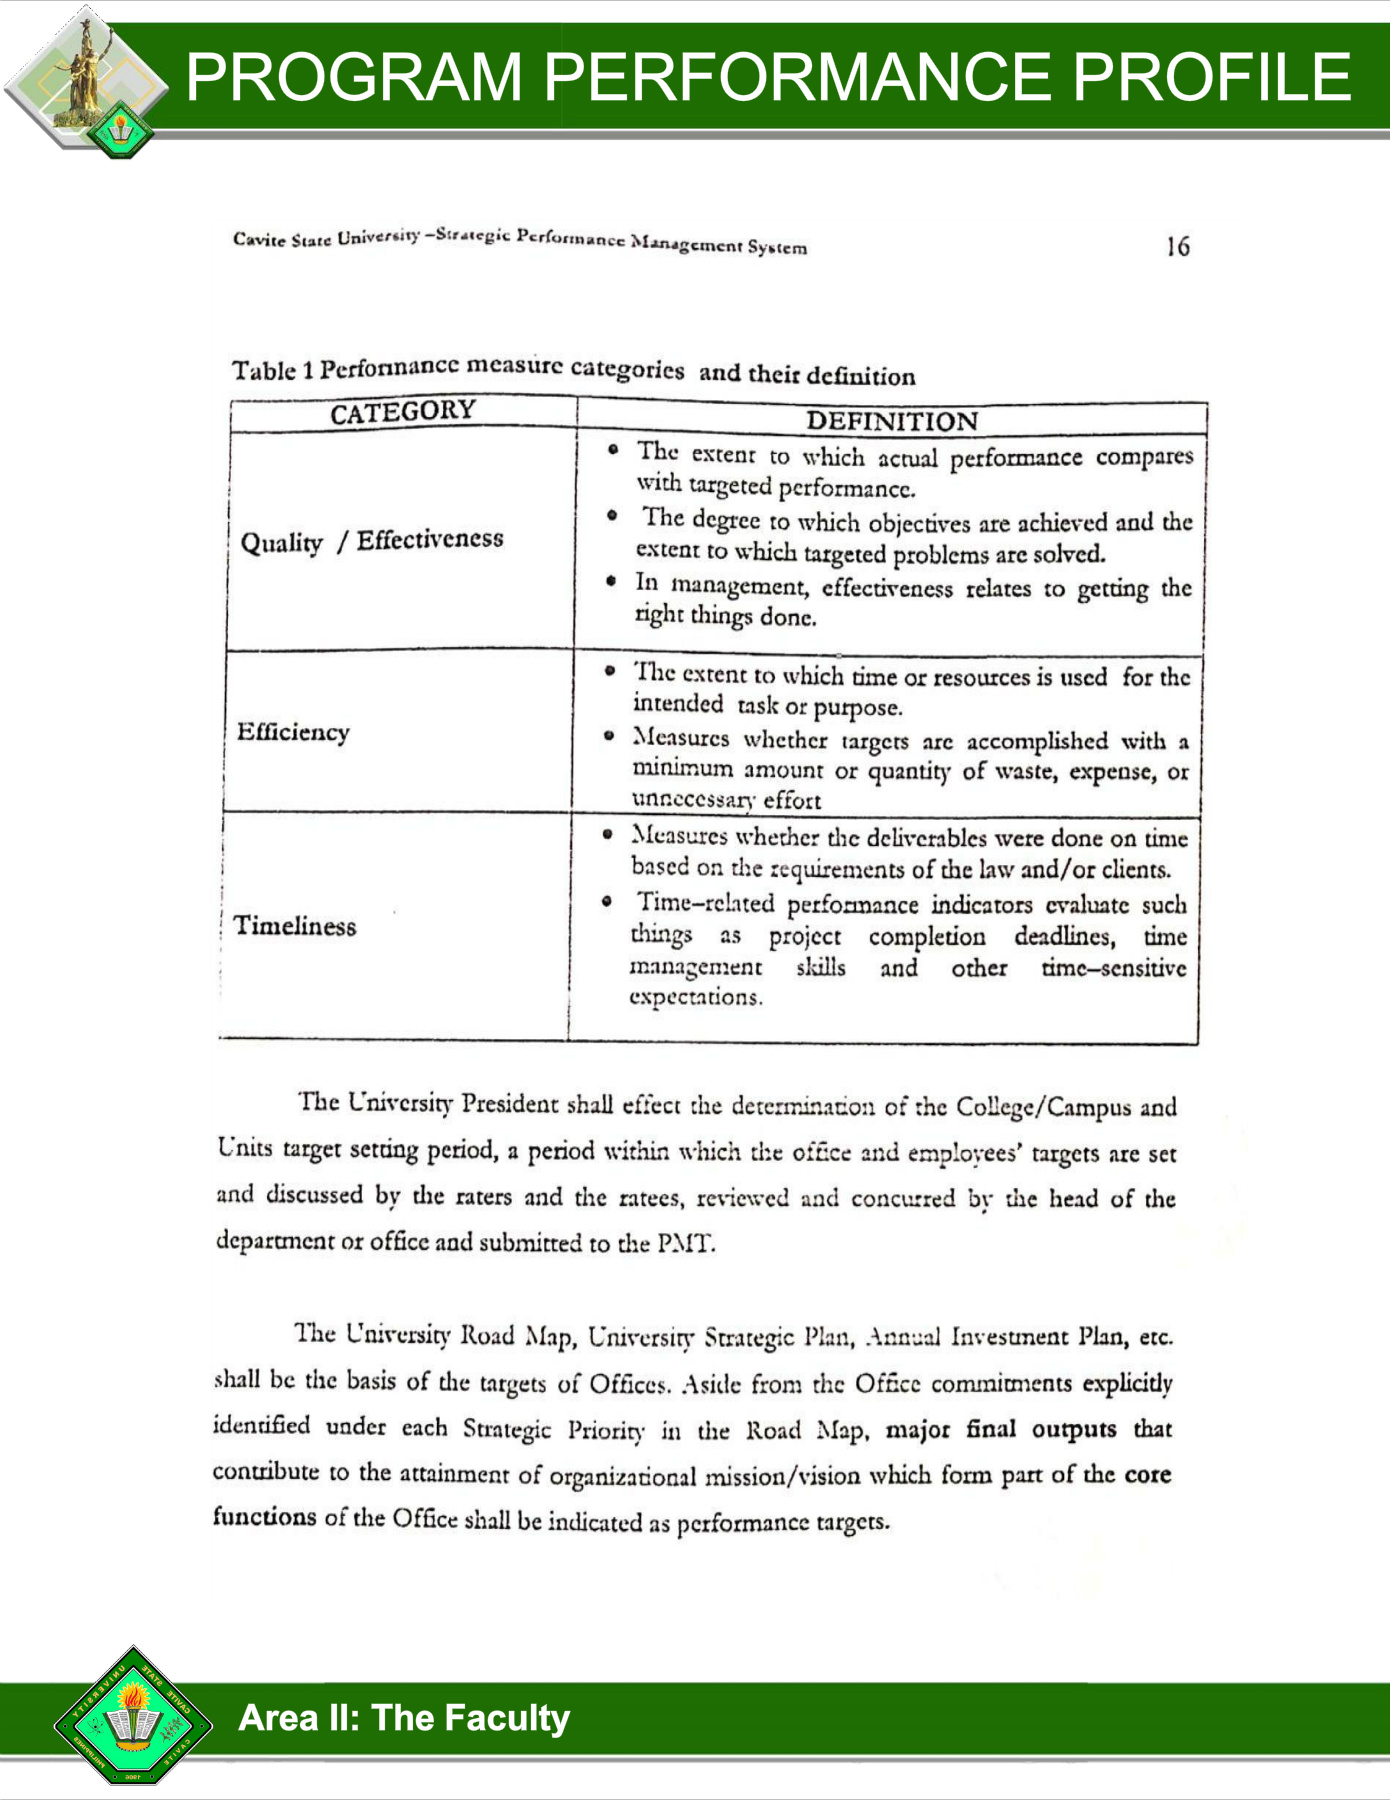 PROGRAM PERFORMANCE PROFILE
Cavite State University –Strategic Performance Management System
16
Table 1 Performance measure categories and their definition
CATEGORY
DEFINITION
Quality / Effectiveness
• The extent to which actual performance compares
with targeted performance.
• The degree to which objectives are achieved and the
extent to which targeted problems are solved.
• In management, effectiveness relates to getting the
right things done.
Efficiency
• The extent to which time or resources is used for the
intended task or purpose.
• Measures whether targets are accomplished with a
minimum amount or quantity of waste, expense, or
unnecessary effort
Timeliness
• Measures whether the deliverables were done on time
based on the requirements of the law and/or clients.
• Time–related performance indicators evaluate such
things as project completion deadlines, time
management skills and other time–sensitive
expectations.
The University President shall effect the determination of the College/Campus and
Units target setting period, a period within which the office and employees' targets are set
and discussed by the raters and the ratees, reviewed and concurred by the head of the
department or office and submitted to the PMT.
The University Road Map, University Strategic Plan, Annual Investment Plan, etc.
shall be the basis of the targets of Offices. Aside from the Office commitments explicitly
identified under each Strategic Priority in the Road Map, major final outputs that
contribute to the attainment of organizational mission/vision which form part of the core
functions of the Office shall be indicated as performance targets.
CAVITE STATE UNIVERSITY
CAVITE
PHILIPPINES
1906
Area II: The Faculty